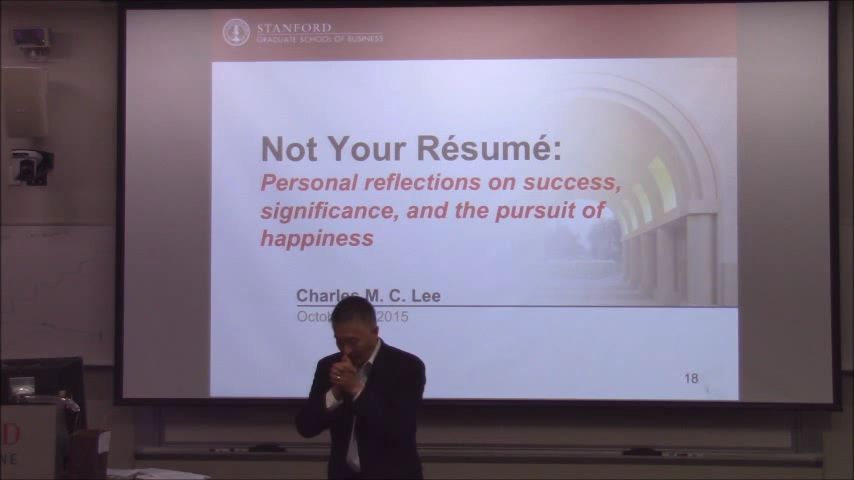 STANFORD
GRADUATE SCHOOL OF BUSINESS
Not Your Résumé:
Personal reflections on success,
significance, and the pursuit of
happiness
Charles M. C. Lee
2015
18